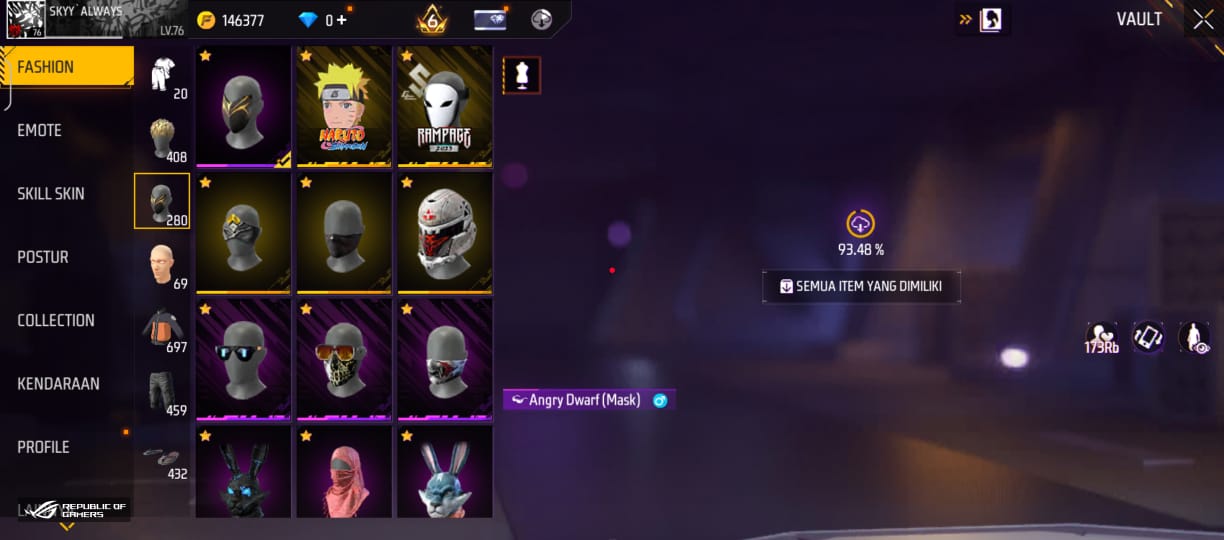 SKYY ALWAYS
76
LV.76
146377
0 +
6
VAULT
FASHION
EMOTE
SKILL SKIN
POSTUR
COLLECTION
KENDARAAN
PROFILE
20
408
280
69
697
459
432
NARUTO
SHIPPUDEN
RAMPAGE
2023
93.48 %
SEMUA ITEM YANG DIMILIKI
173Rb
Angry Dwarf (Mask)
REPUBLIC OF
GAMERS